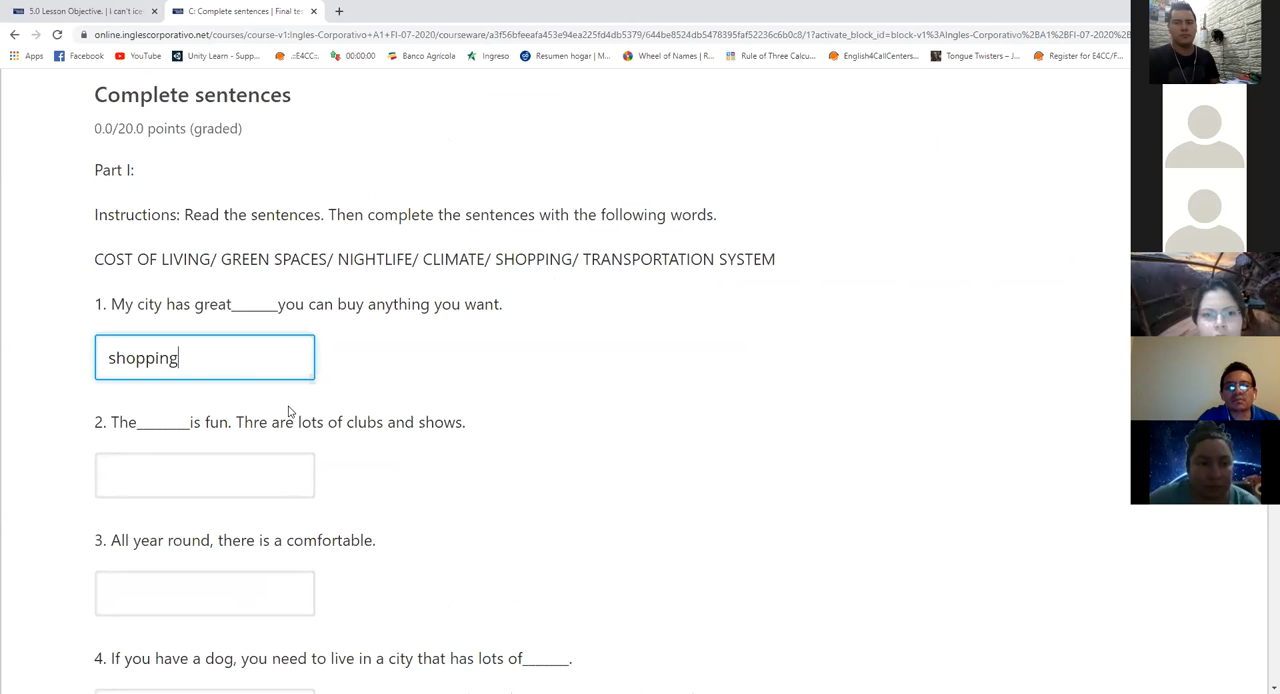 5.0 Lesson Objective. | i can't ice
C: Complete sentences | Final te
online.inglescorporativo.net/courses/course-v1:Ingles-Corporativo+A1+FI-07-2020/courseware/a3f56bfeefa453e94ea225fd4db5379/644be8524db5478395faf52236c6b0c8/1?activate_block_id=block-v1%3AIngles-Corporativo%2BA1%2BFI-07-2020%2B
Apps Facebook YouTube Unity Learn - Supp... .:E4CC:. 00:00:00 Banco Agrícola Ingreso Resumen hogar | M... Wheel of Names | R... Rule of Three Calcu... English4CallCenters... Tongue Twisters – J... Register for E4CC/F...
Complete sentences
0.0/20.0 points (graded)
Part I:
Instructions: Read the sentences. Then complete the sentences with the following words.
COST OF LIVING/ GREEN SPACES/ NIGHTLIFE/ CLIMATE/ SHOPPING/ TRANSPORTATION SYSTEM
1. My city has great______you can buy anything you want.
shopping
2. The_______is fun. Thre are lots of clubs and shows.
3. All year round, there is a comfortable.
4. If you have a dog, you need to live in a city that has lots of______.